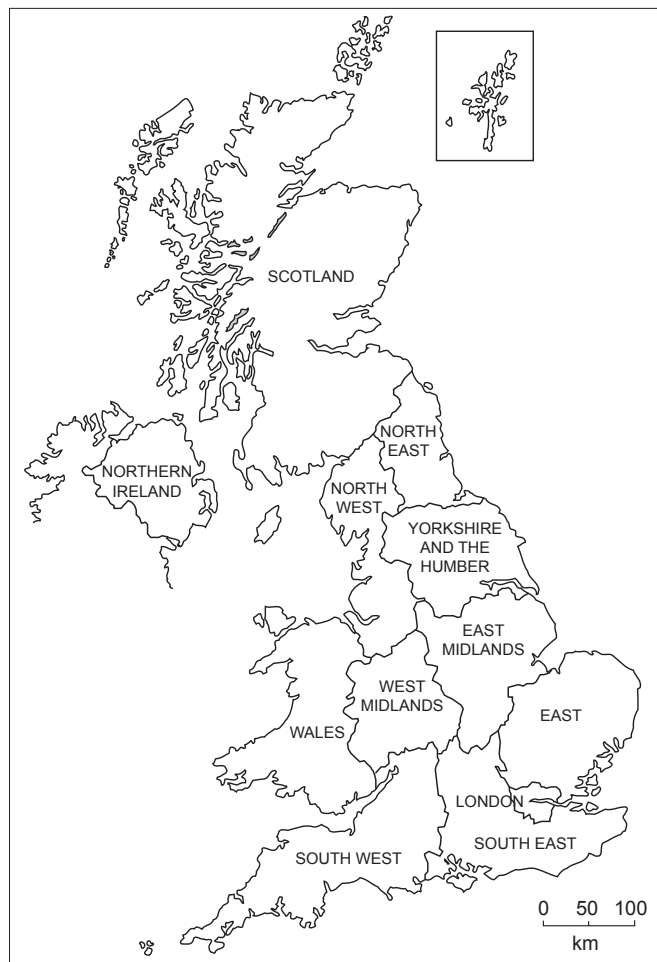 SCOTLAND
NORTH
EAST
NORTHERN
IRELAND
NORTH
WEST
YORKSHIRE
AND THE
HUMBER
EAST
MIDLANDS
WEST
MIDLANDS
EAST
WALES
LONDON
SOUTH EAST
SOUTH WEST
0 50 100
km